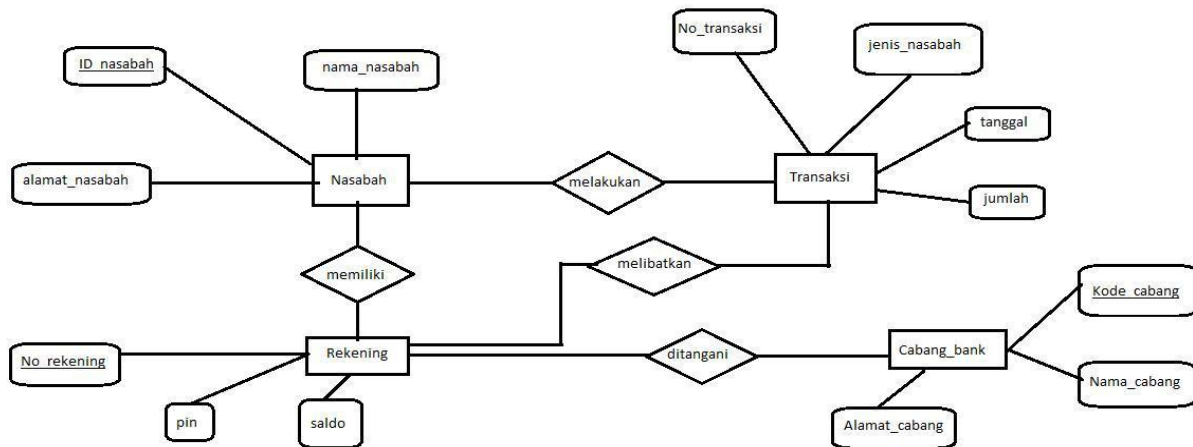 No_transaksi
jenis_nasabah
ID_nasabah
nama_nasabah
tanggal
alamat_nasabah
Nasabah
melakukan
Transaksi
jumlah
memiliki
melibatkan
Kode_cabang
No_rekening
Rekening
ditangani
Cabang_bank
Nama_cabang
pin
saldo
Alamat_cabang